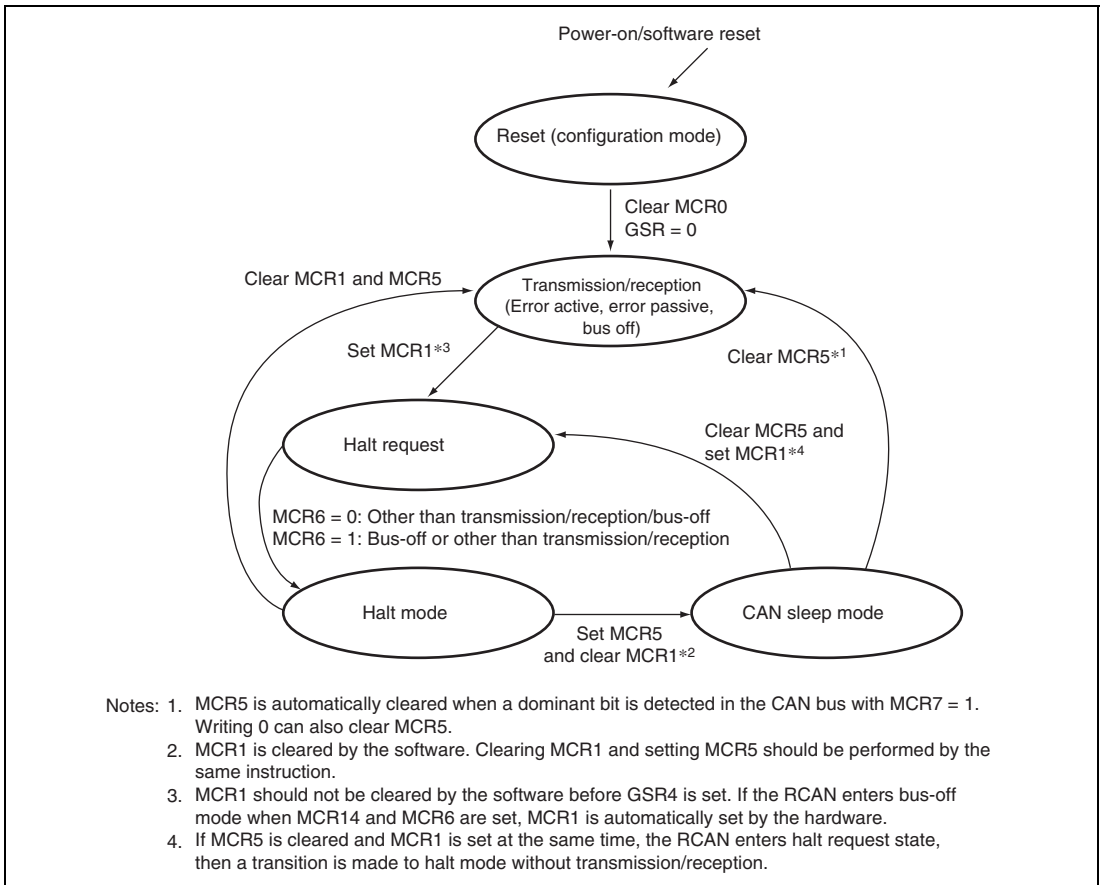 Power-on/software reset
Reset (configuration mode)
Clear MCR0
GSR = 0
Clear MCR1 and MCR5
Transmission/reception
(Error active, error passive,
bus off)
Set MCR1*3
Clear MCR5*1
Halt request
Clear MCR5 and
set MCR1*4
MCR6 = 0: Other than transmission/reception/bus-off
MCR6 = 1: Bus-off or other than transmission/reception
Halt mode
CAN sleep mode
Set MCR5
and clear MCR1*2
Notes: 1. MCR5 is automatically cleared when a dominant bit is detected in the CAN bus with MCR7 = 1.
Writing 0 can also clear MCR5.
2. MCR1 is cleared by the software. Clearing MCR1 and setting MCR5 should be performed by the
same instruction.
3. MCR1 should not be cleared by the software before GSR4 is set. If the RCAN enters bus-off
mode when MCR14 and MCR6 are set, MCR1 is automatically set by the hardware.
4. If MCR5 is cleared and MCR1 is set at the same time, the RCAN enters halt request state,
then a transition is made to halt mode without transmission/reception.